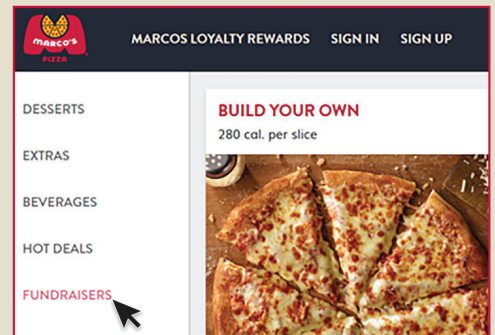 MARCO'S
PIZZA
MARCOS LOYALTY REWARDS SIGN IN SIGN UP
DESSERTS
EXTRAS
BEVERAGES
HOT DEALS
FUNDRAISERS
BUILD YOUR OWN
280 cal. per slice